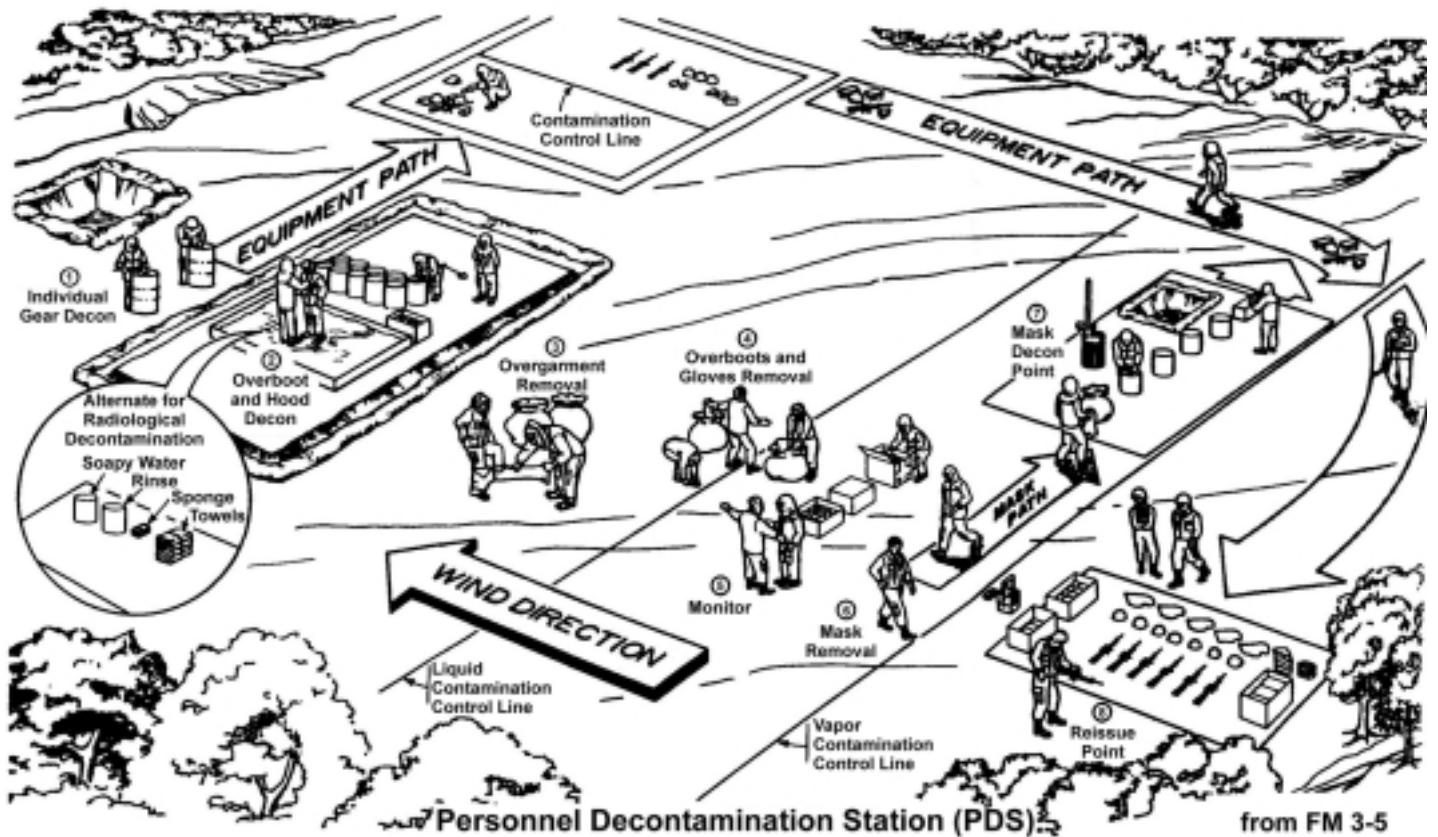 Contamination
Control Line
EQUIPMENT PATH
EQUIPMENT PATH
①
Individual
Gear Decon
②
Overboot
and Hood
Decon
③
Overgarment
Removal
④
Overboots and
Gloves Removal
⑦
Mask
Decon
Point
Alternate for
Radiological
Decontamination
Soapy Water
Rinse
Sponge
Towels
MASK
PATH
⑤
Monitor
⑥
Mask
Removal
WIND DIRECTION
Liquid
Contamination
Control Line
Vapor
Contamination
Control Line
⑧
Reissue
Point
Personnel Decontamination Station (PDS)
from FM 3-5